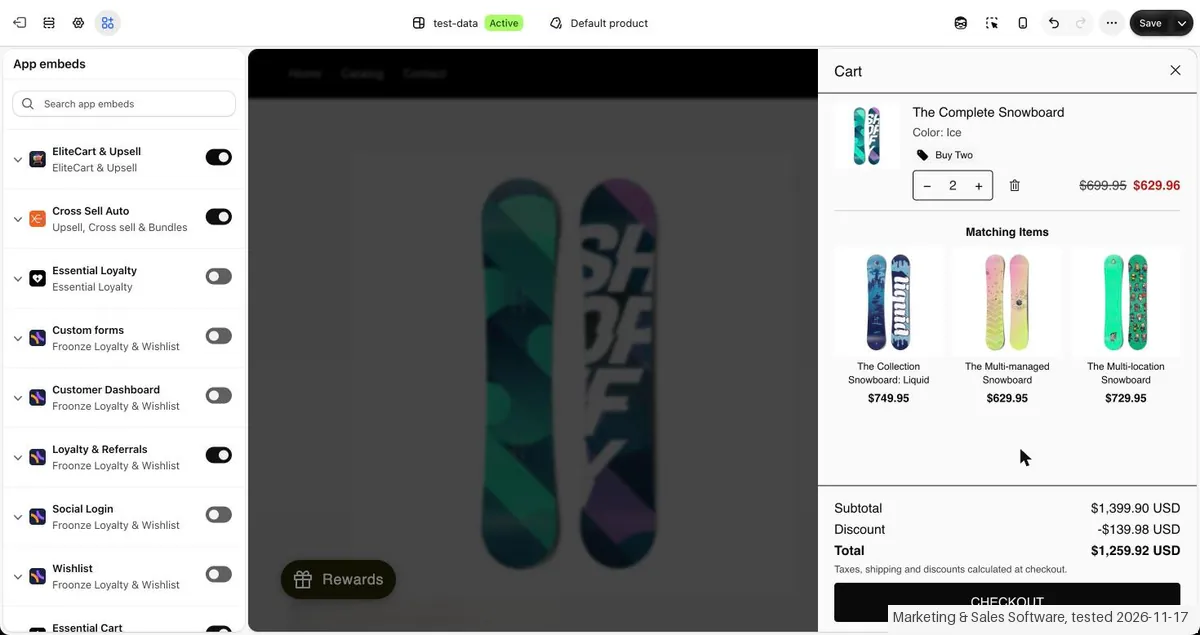 test-data Active
Default product
Save
App embeds
Search app embeds
EliteCart & Upsell
EliteCart & Upsell
Cross Sell Auto
Upsell, Cross sell & Bundles
Essential Loyalty
Essential Loyalty
Custom forms
Froonze Loyalty & Wishlist
Customer Dashboard
Froonze Loyalty & Wishlist
Loyalty & Referrals
Froonze Loyalty & Wishlist
Social Login
Froonze Loyalty & Wishlist
Wishlist
Froonze Loyalty & Wishlist
Essential Cart
Home Catalog Contact
SH
OP
IFY
Rewards
Cart
The Complete Snowboard
Color: Ice
Buy Two
− 2 +
$699.95 $629.96
Matching Items
liquid
The Collection
Snowboard: Liquid
$749.95
The Multi-managed
Snowboard
$629.95
The Multi-location
Snowboard
$729.95
Subtotal $1,399.90 USD
Discount -$139.98 USD
Total $1,259.92 USD
Taxes, shipping and discounts calculated at checkout.
CHECKOUT
Marketing & Sales Software, tested 2026-11-17